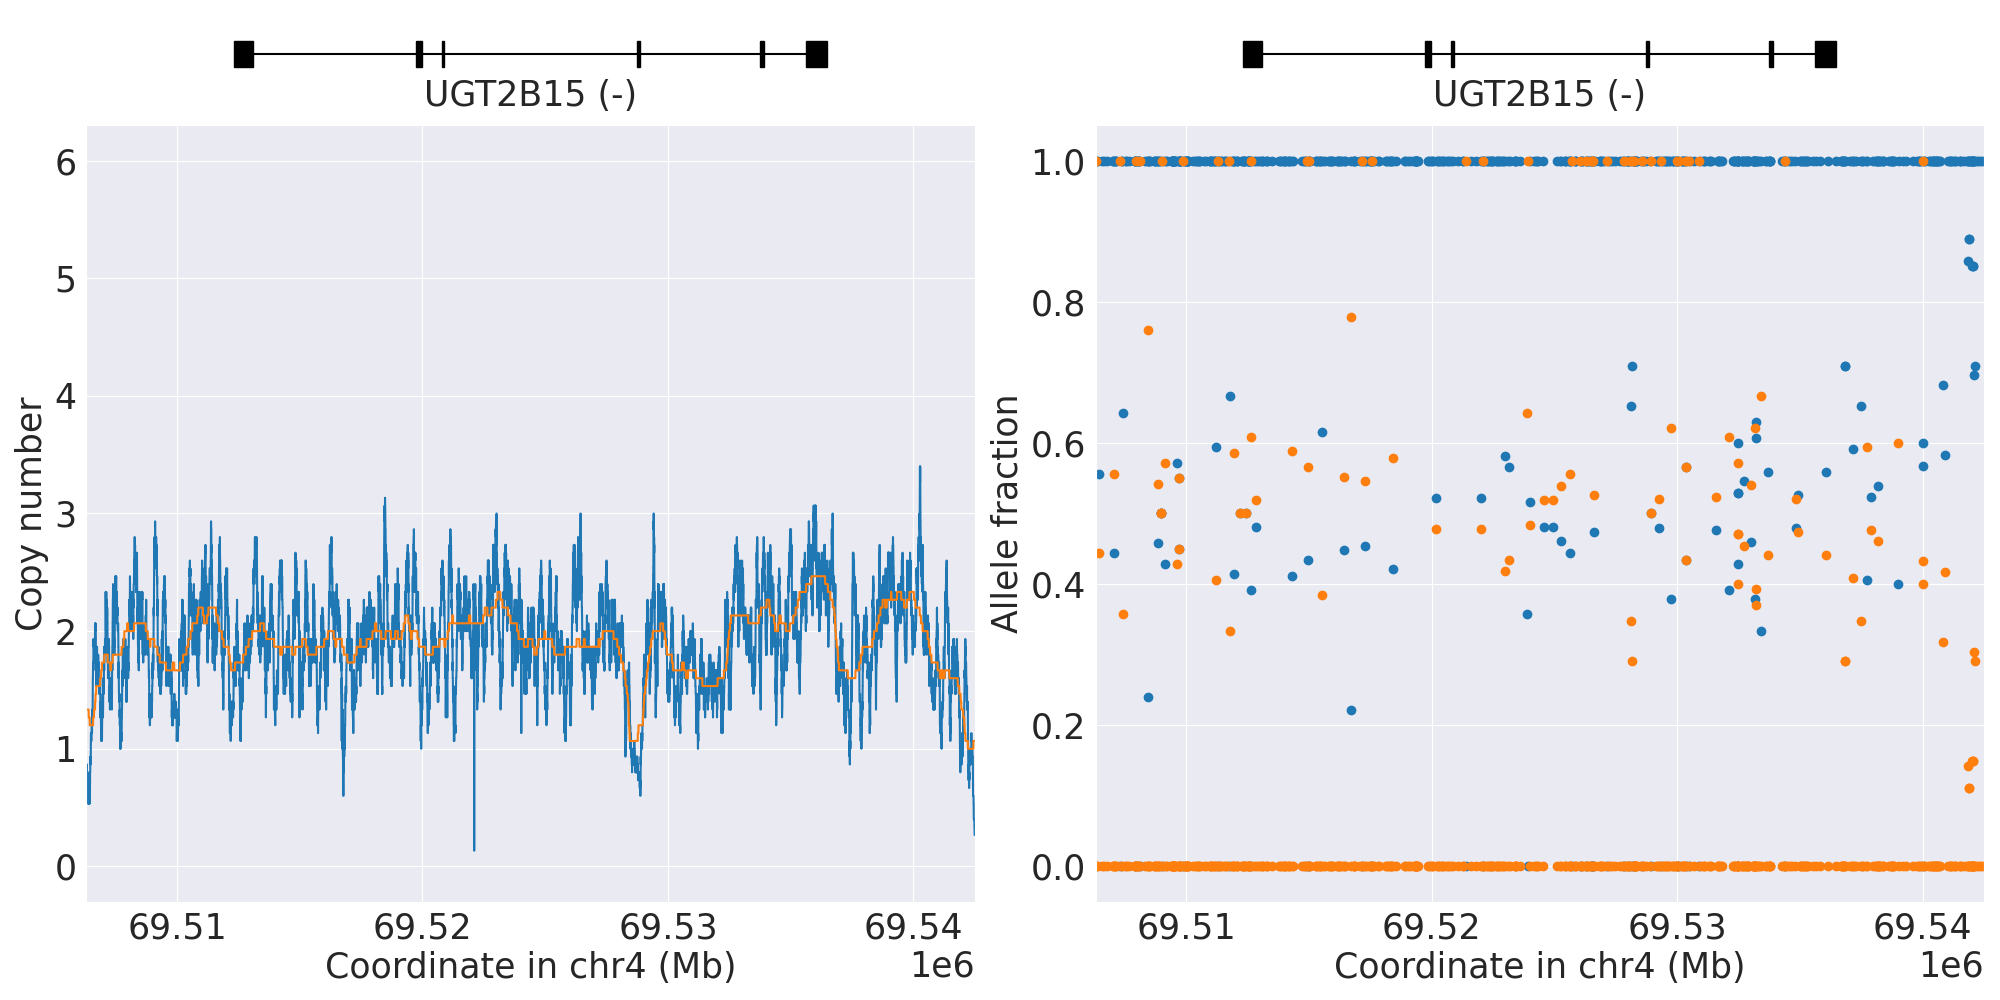 UGT2B15 (-)
6
5
4
3
2
1
0
Copy number
69.51 69.52 69.53 69.54
Coordinate in chr4 (Mb) 1e6
UGT2B15 (-)
1.0
0.8
0.6
0.4
0.2
0.0
Allele fraction
69.51 69.52 69.53 69.54
Coordinate in chr4 (Mb) 1e6